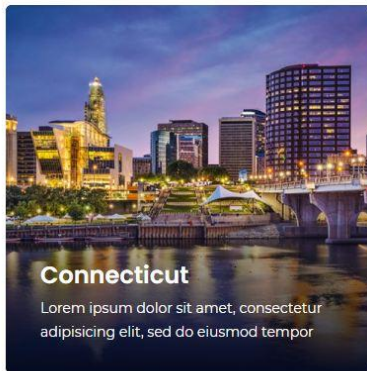 Connecticut
Lorem ipsum dolor sit amet, consectetur
adipisicing elit, sed do eiusmod tempor